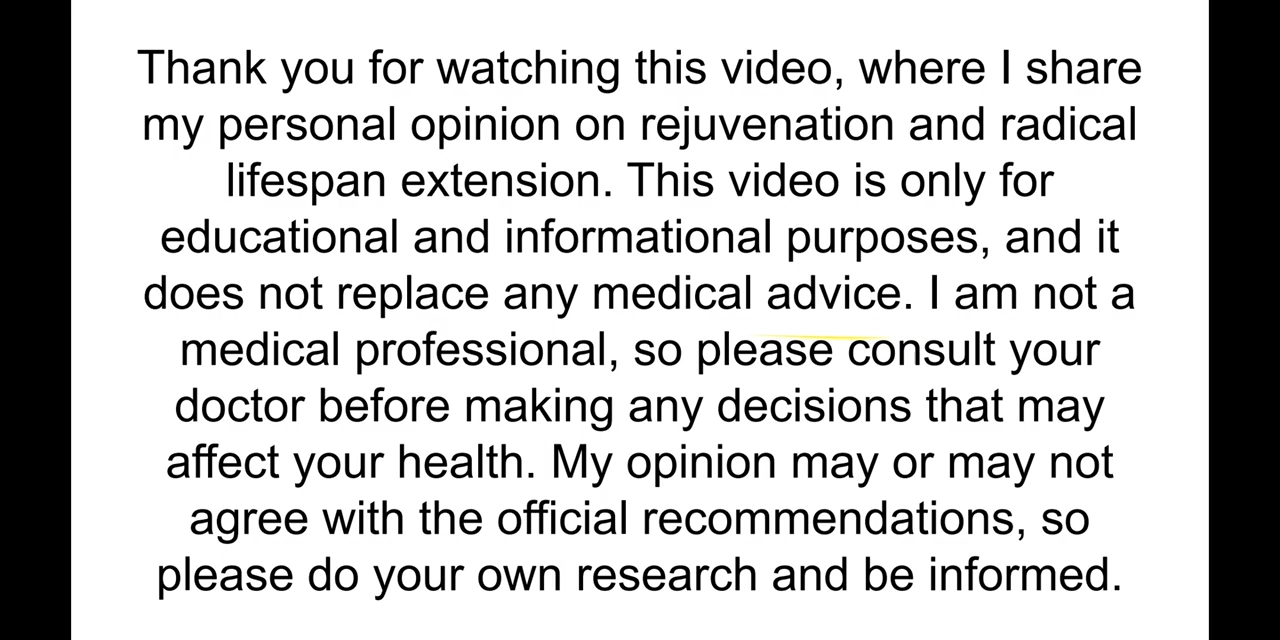 Thank you for watching this video, where I share
my personal opinion on rejuvenation and radical
lifespan extension. This video is only for
educational and informational purposes, and it
does not replace any medical advice. I am not a
medical professional, so please consult your
doctor before making any decisions that may
affect your health. My opinion may or may not
agree with the official recommendations, so
please do your own research and be informed.